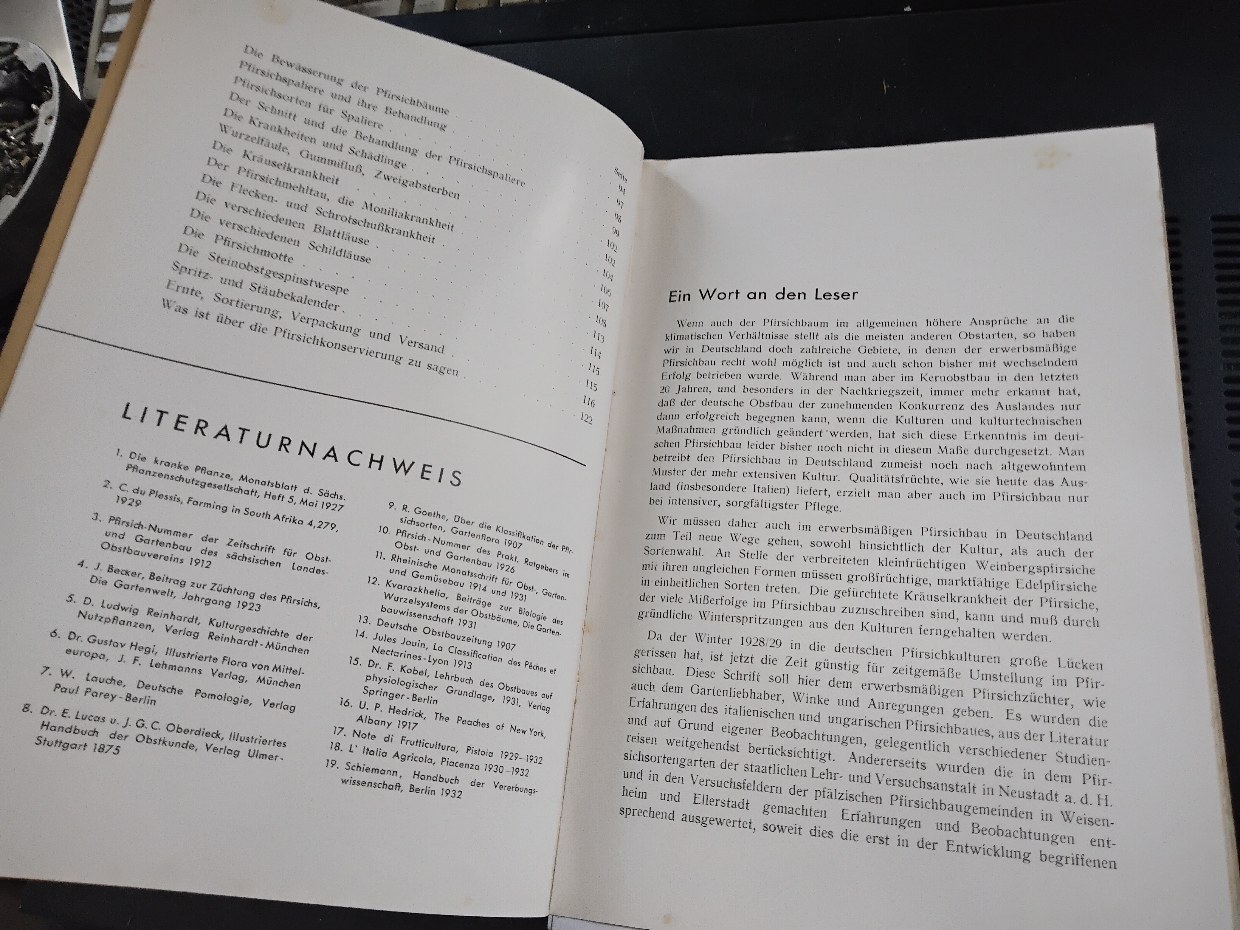 Die Bewässerung der Pfirsichbäume
Pfirsichspaliere und ihre Behandlung
Pfirsichsorten für Spaliere
Der Schnitt und die Behandlung der Pfirsichspaliere
Die Krankheiten und Schädlinge
Wurzelfäule, Gummifluß, Zweigabsterben
Die Kräuselkrankheit
Der Pfirsichmehltau, die Moniliakrankheit
Die Flecken- und Schrotschußkrankheit
Die verschiedenen Blattläuse
Die verschiedenen Schildläuse
Die Pfirsichmotte
Die Steinobstgespinstwespe
Spritz- und Stäubekalender
Ernte, Sortierung, Verpackung und Versand
Was ist über die Pfirsichkonservierung zu sagen
Seite
94
97
98
99
102
102
104
106
107
108
113
114
115
115
116
122
LITERATURNACHWEIS
1. Die kranke Pflanze, Monatsblatt d. Sächs.
Pflanzenschutzgesellschaft, Heft 5, Mai 1927
2. C. du Plessis, Farming in South Afrika 4,279,
1929
3. Pfirsich-Nummer der Zeitschrift für Obst-
und Gartenbau des sächsischen Landes-
Obstbauvereins 1912
4. J. Becker, Beitrag zur Züchtung des Pfirsichs,
Die Gartenwelt, Jahrgang 1923
5. D. Ludwig Reinhardt, Kulturgeschichte der
Nutzpflanzen, Verlag Reinhardt-München
6. Dr. Gustav Hegi, Illustrierte Flora von Mittel-
europa, J. F. Lehmanns Verlag, München
7. W. Lauche, Deutsche Pomologie, Verlag
Paul Parey-Berlin
8. Dr. E. Lucas u. J. G. C. Oberdieck, Illustriertes
Handbuch der Obstkunde, Verlag Ulmer-
Stuttgart 1875
9. R. Goethe, Über die Klassifikation der Pfir-
sichsorten, Gartenflora 1907
10. Pfirsich-Nummer des Prakt. Ratgebers im
Obst- und Gartenbau 1926
11. Rheinische Monatsschrift für Obst-, Garten-
und Gemüsebau 1914 und 1931
12. Kvarazkhelia, Beiträge zur Biologie des
Wurzelsystems der Obstbäume, Die Garten-
bauwissenschaft 1931
13. Deutsche Obstbauzeitung 1907
14. Jules Jouin, La Classification des Pêches et
Nectarines-Lyon 1913
15. Dr. F. Kobel, Lehrbuch des Obstbaues auf
physiologischer Grundlage, 1931, Verlag
Springer-Berlin
16. U. P. Hedrick, The Peaches of New York,
Albany 1917
17. Note di Frutticultura, Pistoia 1929-1932
18. L' Italia Agricola, Piacenza 1930-1932
19. Schiemann, Handbuch der Vererbungs-
wissenschaft, Berlin 1932
Ein Wort an den Leser
Wenn auch der Pfirsichbaum im allgemeinen höhere Ansprüche an die
klimatischen Verhältnisse stellt als die meisten anderen Obstarten, so haben
wir in Deutschland doch zahlreiche Gebiete, in denen der erwerbsmäßige
Pfirsichbau recht wohl möglich ist und auch schon bisher mit wechselndem
Erfolg betrieben wurde. Während man aber im Kernobstbau in den letzten
20 Jahren, und besonders in der Nachkriegszeit, immer mehr erkannt hat,
daß der deutsche Obstbau der zunehmenden Konkurrenz des Auslandes nur
dann erfolgreich begegnen kann, wenn die Kulturen und kulturtechnischen
Maßnahmen gründlich geändert werden, hat sich diese Erkenntnis im deut-
schen Pfirsichbau leider bisher noch nicht in diesem Maße durchgesetzt. Man
betreibt den Pfirsichbau in Deutschland zumeist noch nach altgewohntem
Muster der mehr extensiven Kultur. Qualitätsfrüchte, wie sie heute das Aus-
land (insbesondere Italien) liefert, erzielt man aber auch im Pfirsichbau nur
bei intensiver, sorgfältigster Pflege.
Wir müssen daher auch im erwerbsmäßigen Pfirsichbau in Deutschland
zum Teil neue Wege gehen, sowohl hinsichtlich der Kultur, als auch der
Sortenwahl. An Stelle der verbreiteten kleinfrüchtigen Weinbergspfirsiche
mit ihren ungleichen Formen müssen großfrüchtige, marktfähige Edelpfirsiche
in einheitlichen Sorten treten. Die gefürchtete Kräuselkrankheit der Pfirsiche,
der viele Mißerfolge im Pfirsichbau zuzuschreiben sind, kann und muß durch
gründliche Winterspritzungen aus den Kulturen ferngehalten werden.
Da der Winter 1928/29 in die deutschen Pfirsichkulturen große Lücken
gerissen hat, ist jetzt die Zeit günstig für zeitgemäße Umstellung im Pfir-
sichbau. Diese Schrift soll hier dem erwerbsmäßigen Pfirsichzüchter, wie
auch dem Gartenliebhaber, Winke und Anregungen geben. Es wurden die
Erfahrungen des italienischen und ungarischen Pfirsichbaues, aus der Literatur
und auf Grund eigener Beobachtungen, gelegentlich verschiedener Studien-
reisen weitgehendst berücksichtigt. Andererseits wurden die in dem Pfir-
sichsortengarten der staatlichen Lehr- und Versuchsanstalt in Neustadt a. d. H.
und in den Versuchsfeldern der pfälzischen Pfirsichbaugemeinden in Weisen-
heim und Ellerstadt gemachten Erfahrungen und Beobachtungen ent-
sprechend ausgewertet, soweit dies die erst in der Entwicklung begriffenen